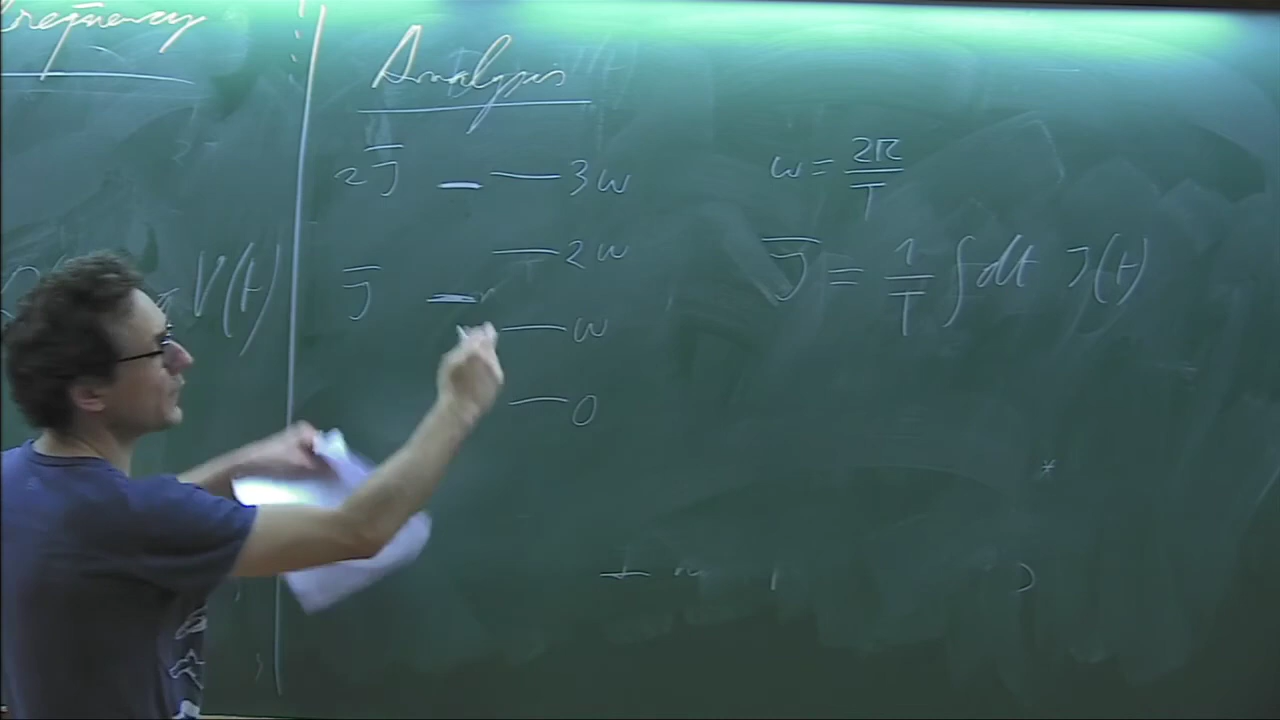 Frequency
Analysis
V(t)
2J̅ — — 3ω
— 2ω
J̅ —
— ω
— 0
ω = 2π/T
J̅ = 1/T ∫dt J(t)